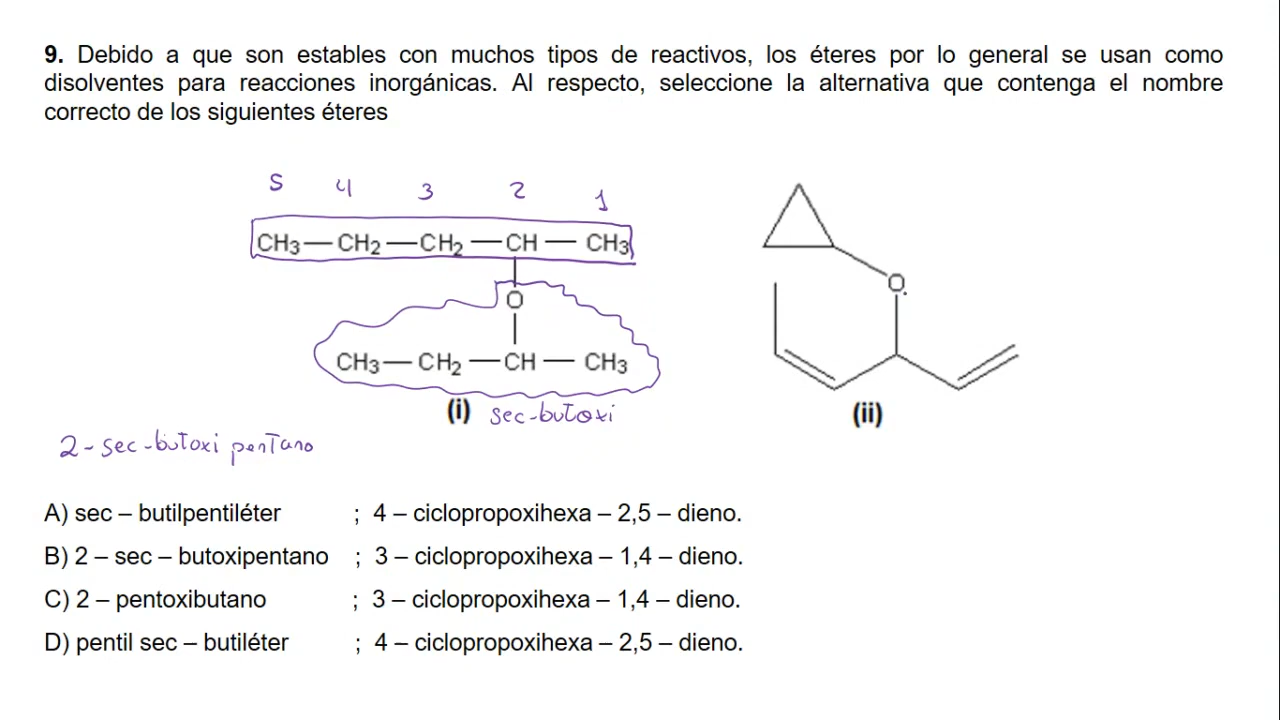 9. Debido a que son estables con muchos tipos de reactivos, los éteres por lo general se usan como
disolventes para reacciones inorgánicas. Al respecto, seleccione la alternativa que contenga el nombre
correcto de los siguientes éteres
5 4 3 2 1
CH3—CH2—CH2—CH—CH3
O
O
CH3—CH2—CH—CH3
(i) sec-butoxi
(ii)
2-sec-butoxi pentano
A) sec – butilpentiléter ; 4 – ciclopropoxihexa – 2,5 – dieno.
B) 2 – sec – butoxipentano ; 3 – ciclopropoxihexa – 1,4 – dieno.
C) 2 – pentoxibutano ; 3 – ciclopropoxihexa – 1,4 – dieno.
D) pentil sec – butiléter ; 4 – ciclopropoxihexa – 2,5 – dieno.